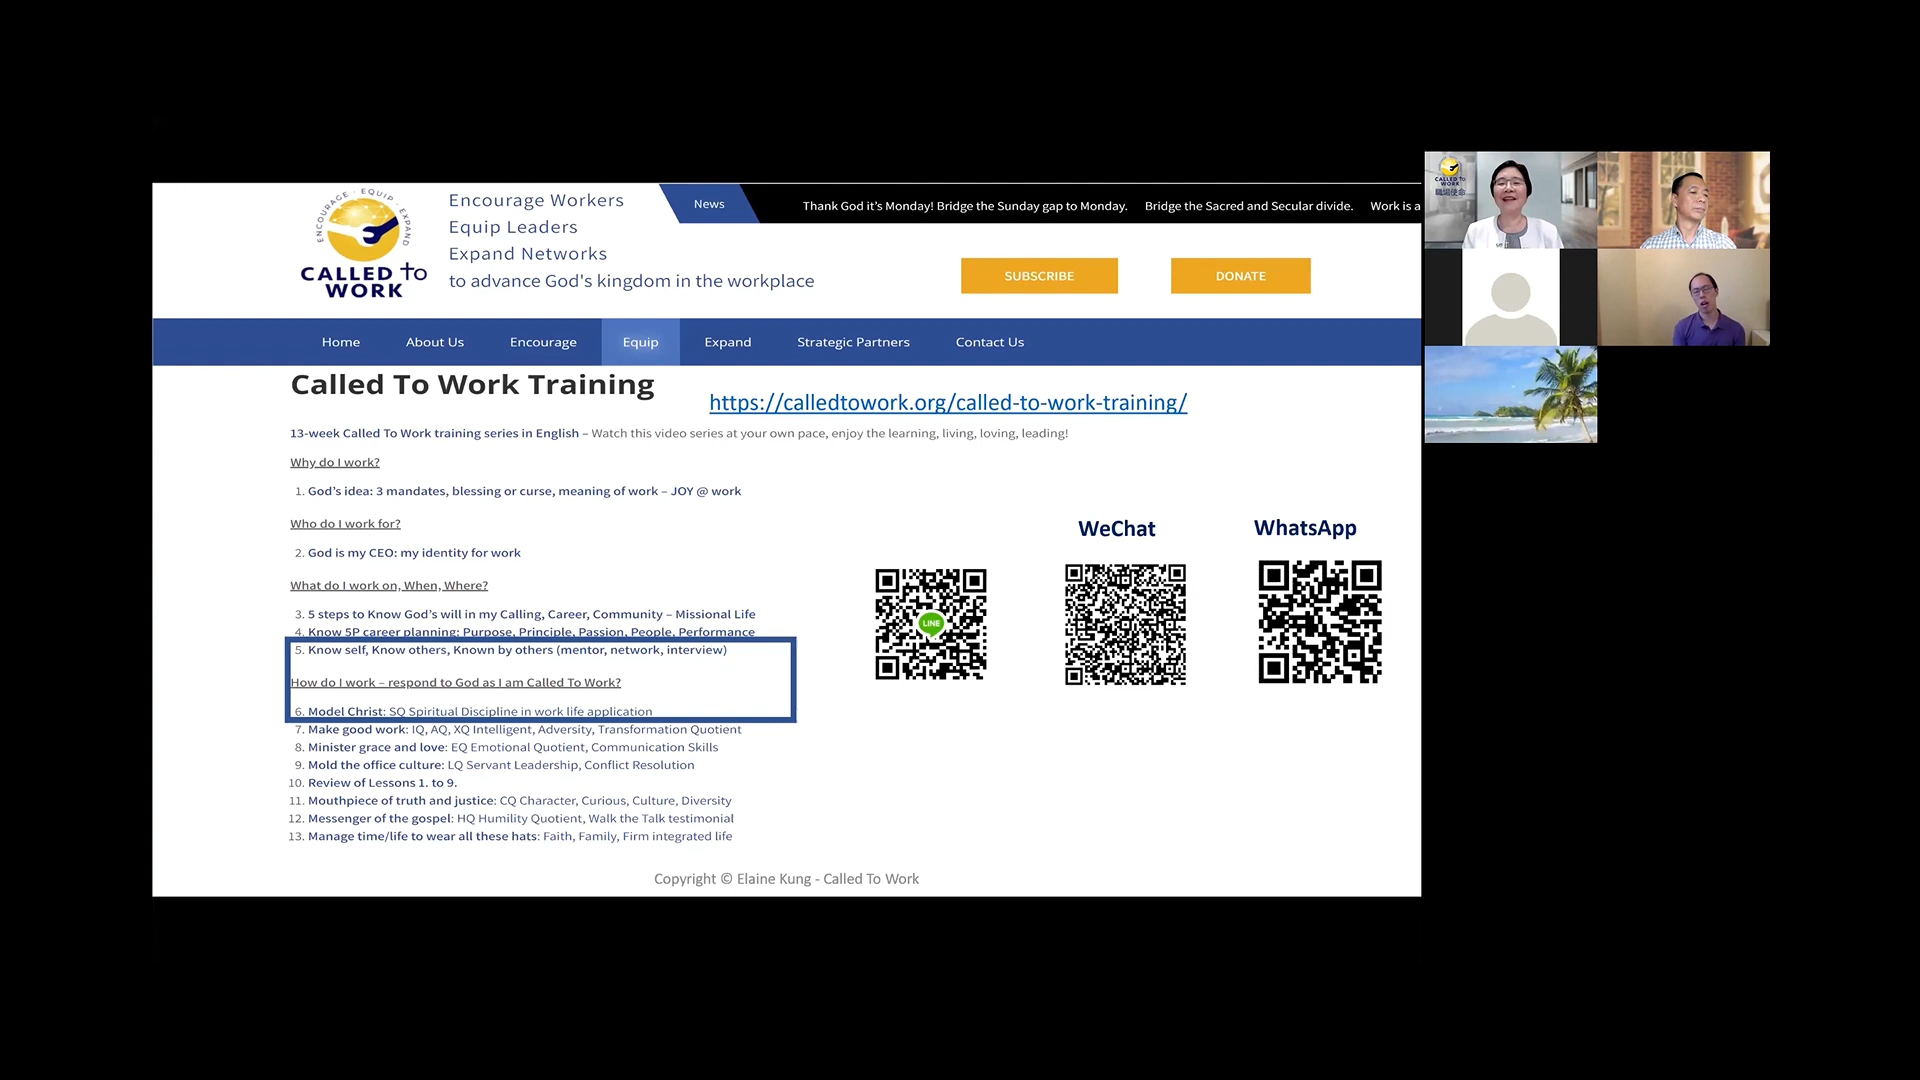 ENCOURAGE · EQUIP · EXPAND
CALLED to
WORK
Encourage Workers
Equip Leaders
Expand Networks
to advance God's kingdom in the workplace
News
Thank God it's Monday! Bridge the Sunday gap to Monday. Bridge the Sacred and Secular divide. Work is a
SUBSCRIBE
DONATE
Home About Us Encourage Equip Expand Strategic Partners Contact Us
Called To Work Training
https://calledtowork.org/called-to-work-training/
13-week Called To Work training series in English – Watch this video series at your own pace, enjoy the learning, living, loving, leading!
Why do I work?
1. God's idea: 3 mandates, blessing or curse, meaning of work – JOY @ work
Who do I work for?
2. God is my CEO: my identity for work
What do I work on, When, Where?
3. 5 steps to Know God's will in my Calling, Career, Community – Missional Life
4. Know 5P career planning: Purpose, Principle, Passion, People, Performance
5. Know self, Know others, Known by others (mentor, network, interview)
How do I work – respond to God as I am Called To Work?
6. Model Christ: SQ Spiritual Discipline in work life application
7. Make good work: IQ, AQ, XQ Intelligent, Adversity, Transformation Quotient
8. Minister grace and love: EQ Emotional Quotient, Communication Skills
9. Mold the office culture: LQ Servant Leadership, Conflict Resolution
10. Review of Lessons 1. to 9.
11. Mouthpiece of truth and justice: CQ Character, Curious, Culture, Diversity
12. Messenger of the gospel: HQ Humility Quotient, Walk the Talk testimonial
13. Manage time/life to wear all these hats: Faith, Family, Firm integrated life
WeChat
WhatsApp
LINE
Copyright © Elaine Kung - Called To Work
CALLED to
WORK
職場使命